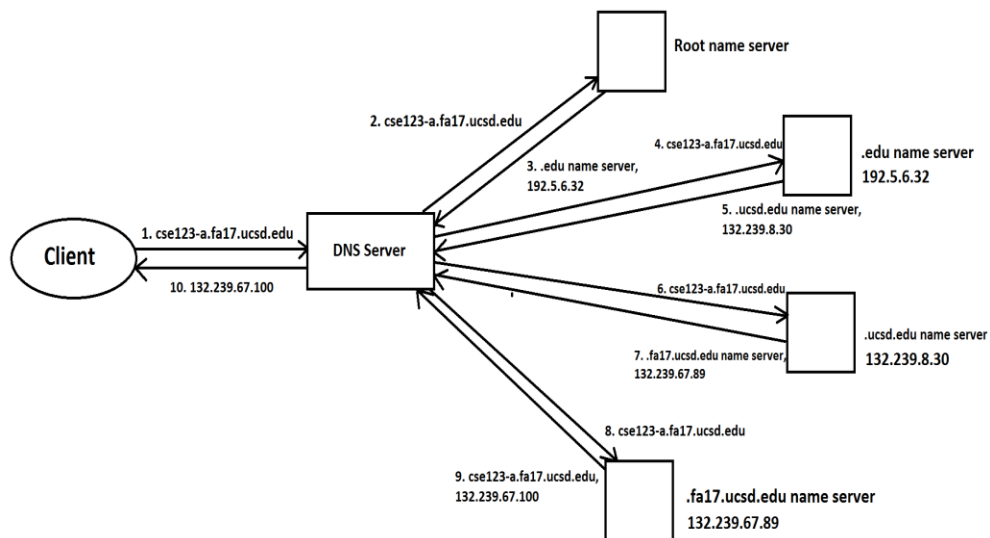 Root name server
2. cse123-a.fa17.ucsd.edu
3. .edu name server,
192.5.6.32
4. cse123-a.fa17.ucsd.edu
.edu name server
192.5.6.32
5. .ucsd.edu name server,
132.239.8.30
1. cse123-a.fa17.ucsd.edu
Client
DNS Server
10. 132.239.67.100
6. cse123-a.fa17.ucsd.edu
.ucsd.edu name server
132.239.8.30
7. .fa17.ucsd.edu name server,
132.239.67.89
8. cse123-a.fa17.ucsd.edu
9. cse123-a.fa17.ucsd.edu,
132.239.67.100
.fa17.ucsd.edu name server
132.239.67.89